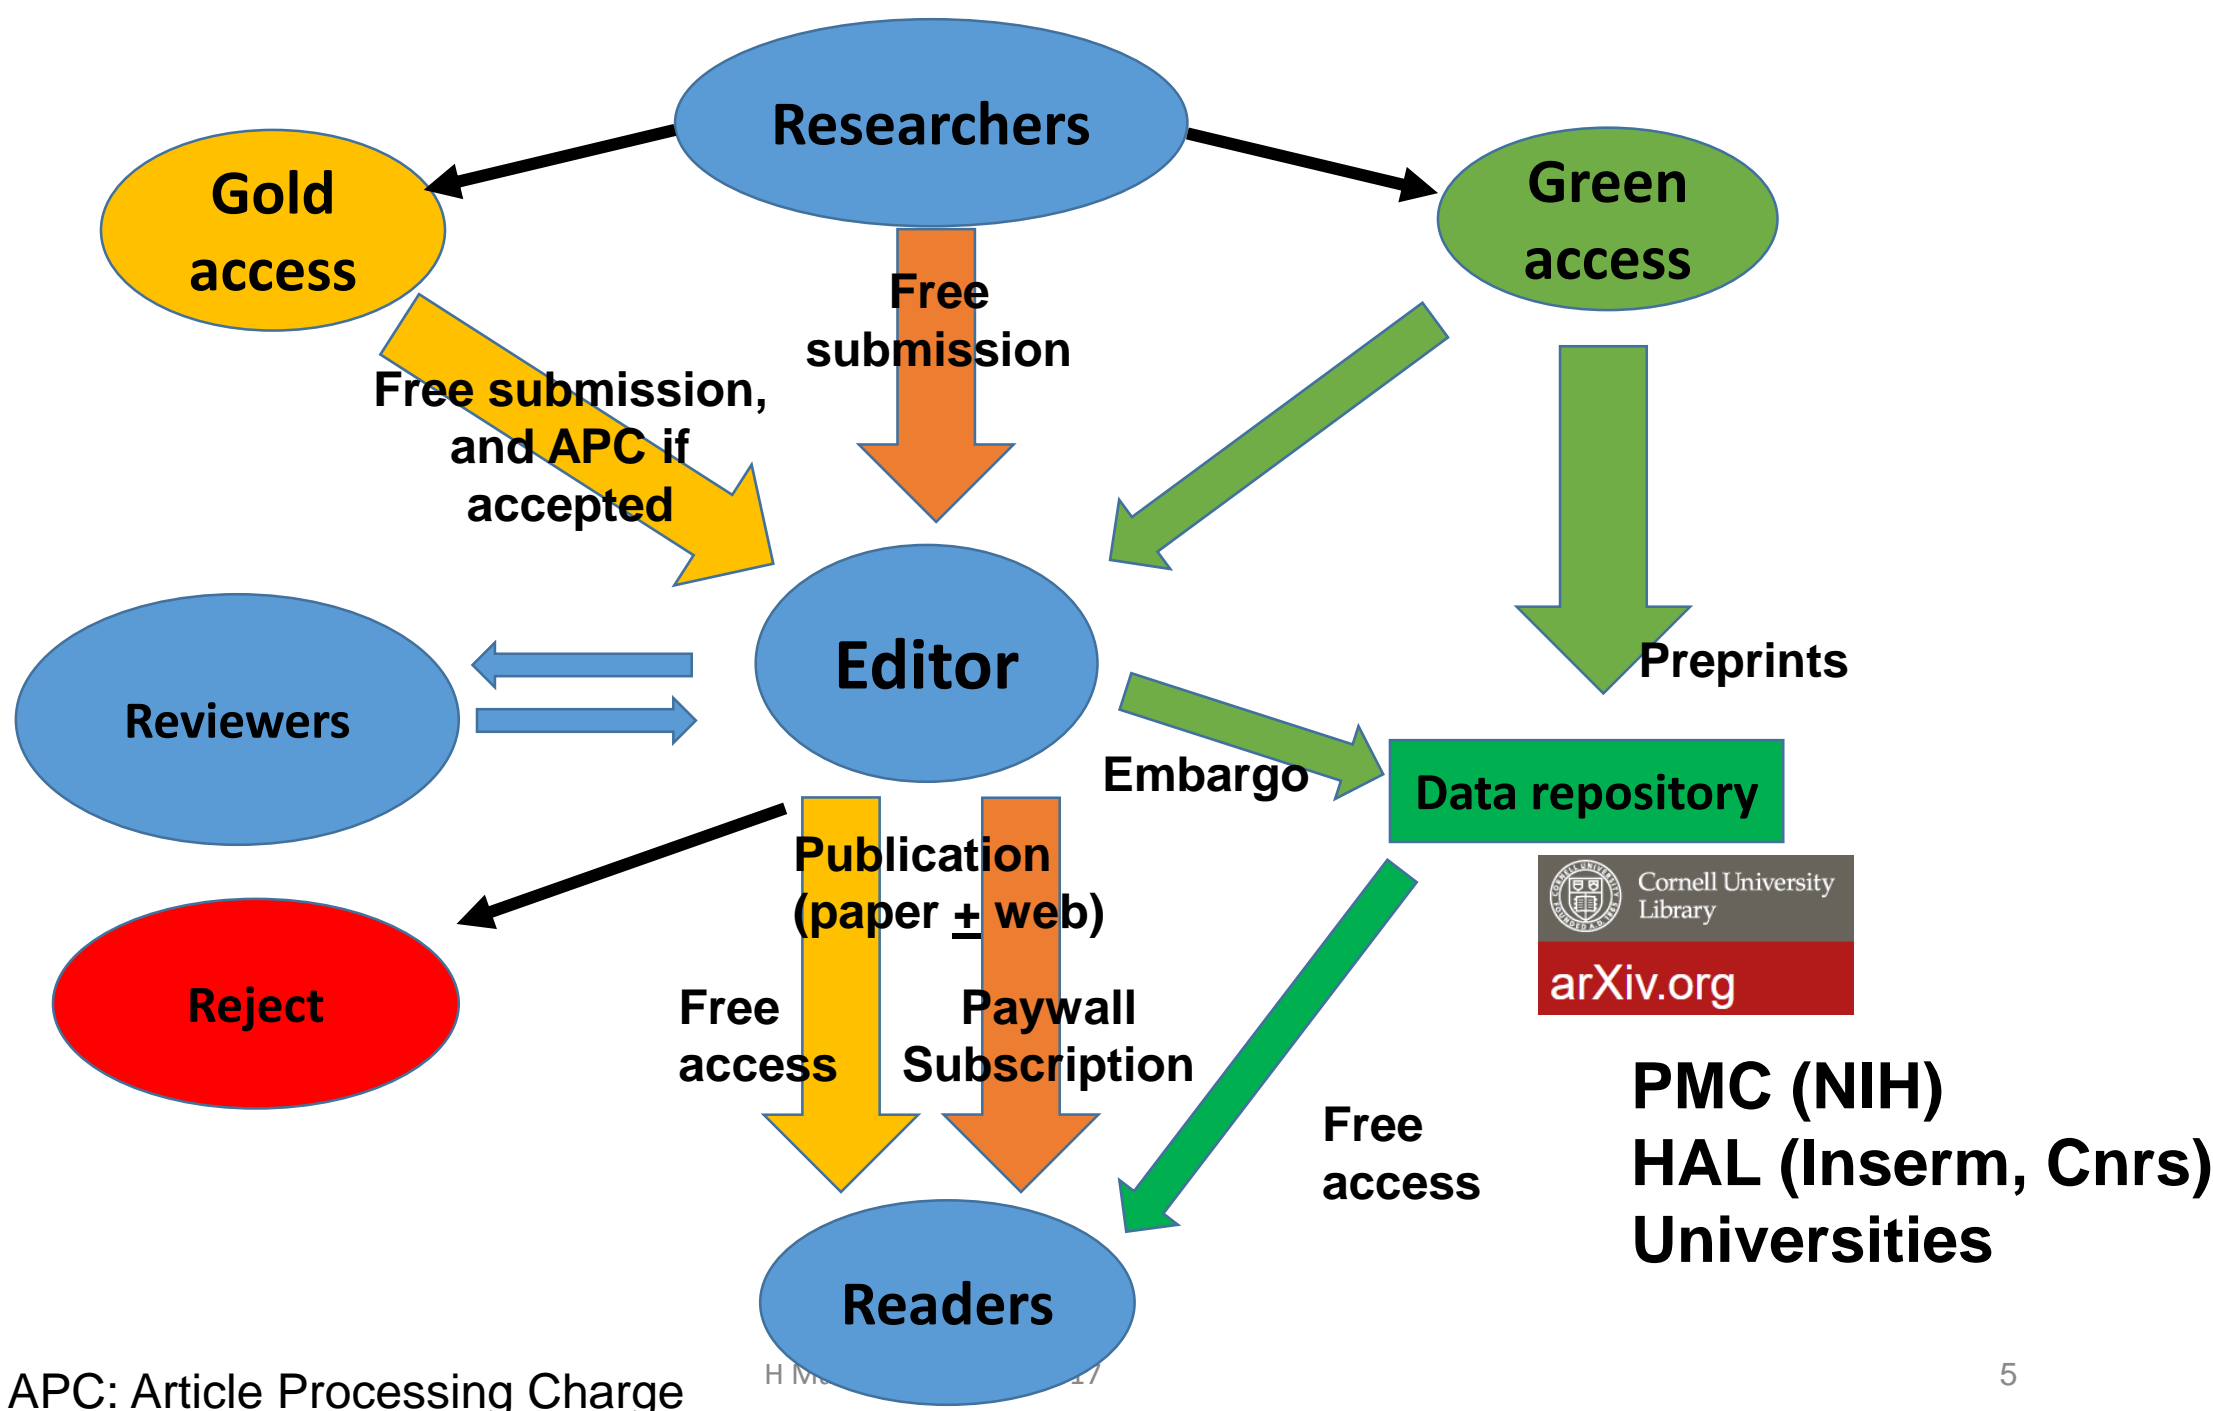 Researchers
Gold
access
Green
access
Free
submission
Free submission,
and APC if
accepted
Editor
Reviewers
Preprints
Embargo
Data repository
Publication
(paper + web)
Cornell University
Library
arXiv.org
Reject
Free
access
Paywall
Subscription
Free
access
PMC (NIH)
HAL (Inserm, Cnrs)
Universities
Readers
H
17
5
APC: Article Processing Charge